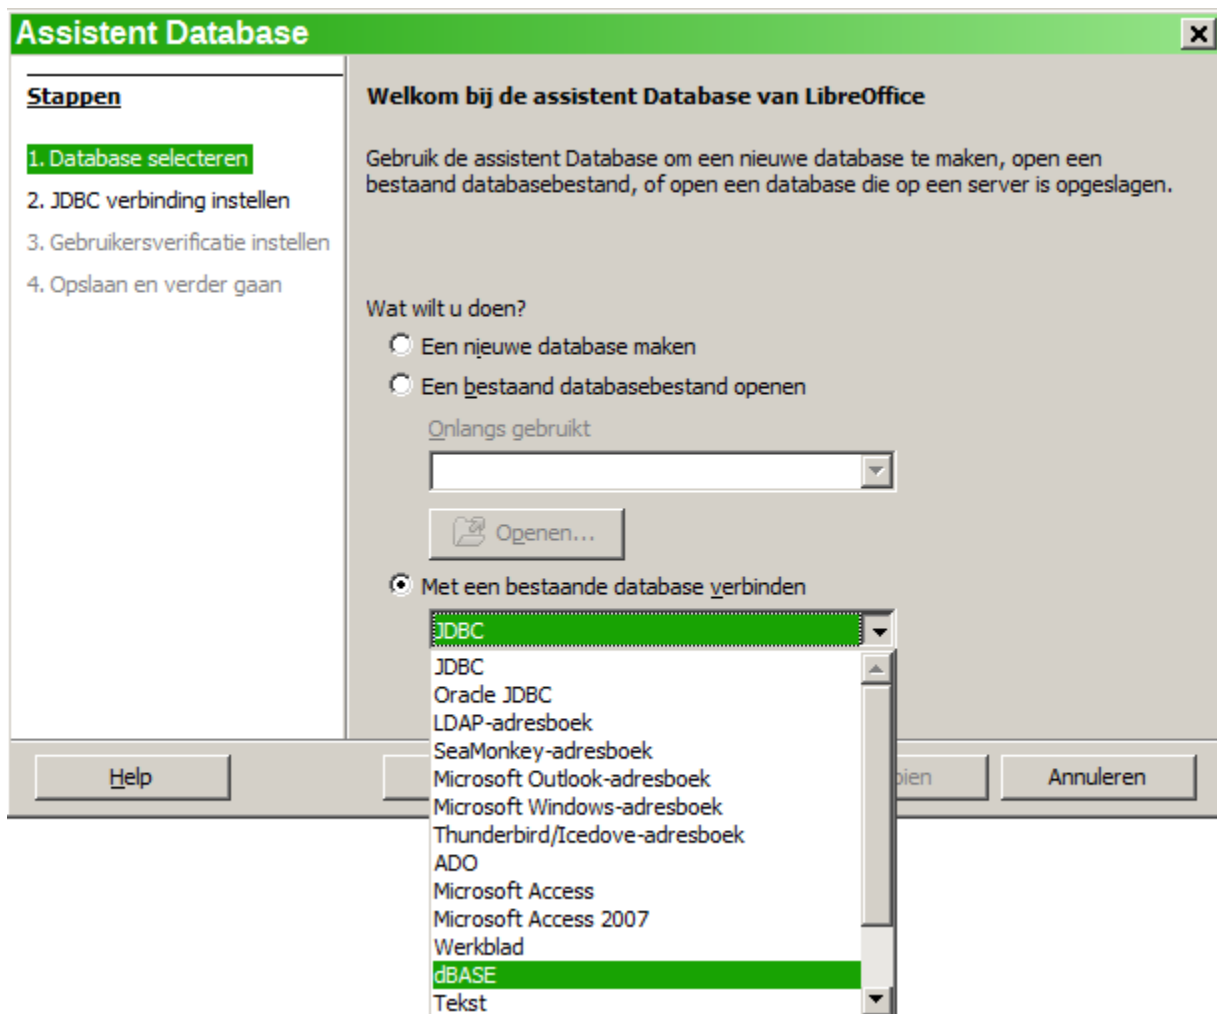 Assistent Database
Stappen
1. Database selecteren
2. JDBC verbinding instellen
3. Gebruikersverificatie instellen
4. Opslaan en verder gaan
Welkom bij de assistent Database van LibreOffice
Gebruik de assistent Database om een nieuwe database te maken, open een
bestaand databasebestand, of open een database die op een server is opgeslagen.
Wat wilt u doen?
Een nieuwe database maken
Een bestaand databasebestand openen
Onlangs gebruikt
Openen...
Met een bestaande database verbinden
JDBC
JDBC
Oracle JDBC
LDAP-adresboek
SeaMonkey-adresboek
Microsoft Outlook-adresboek
Microsoft Windows-adresboek
Thunderbird/Icedove-adresboek
ADO
Microsoft Access
Microsoft Access 2007
Werkblad
dBASE
Tekst
Help
Annuleren